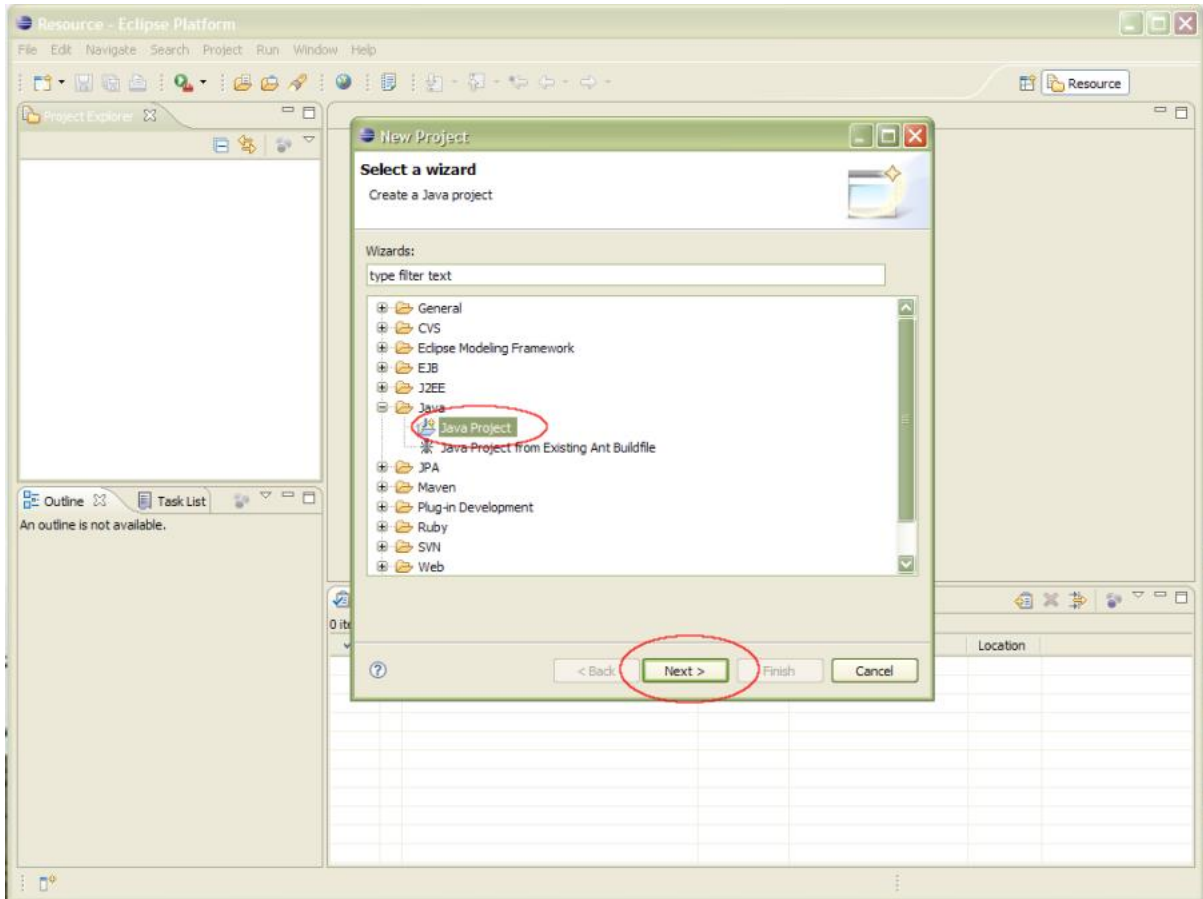 Resource - Eclipse Platform
File Edit Navigate Search Project Run Window Help
Resource
Project Explorer
New Project
Select a wizard
Create a Java project
Wizards:
type filter text
General
CVS
Eclipse Modeling Framework
EJB
J2EE
Java
Java Project
Java Project from Existing Ant Buildfile
JPA
Maven
Plug-in Development
Ruby
SVN
Web
< Back Next > Finish Cancel
Outline Task List
An outline is not available.
Location